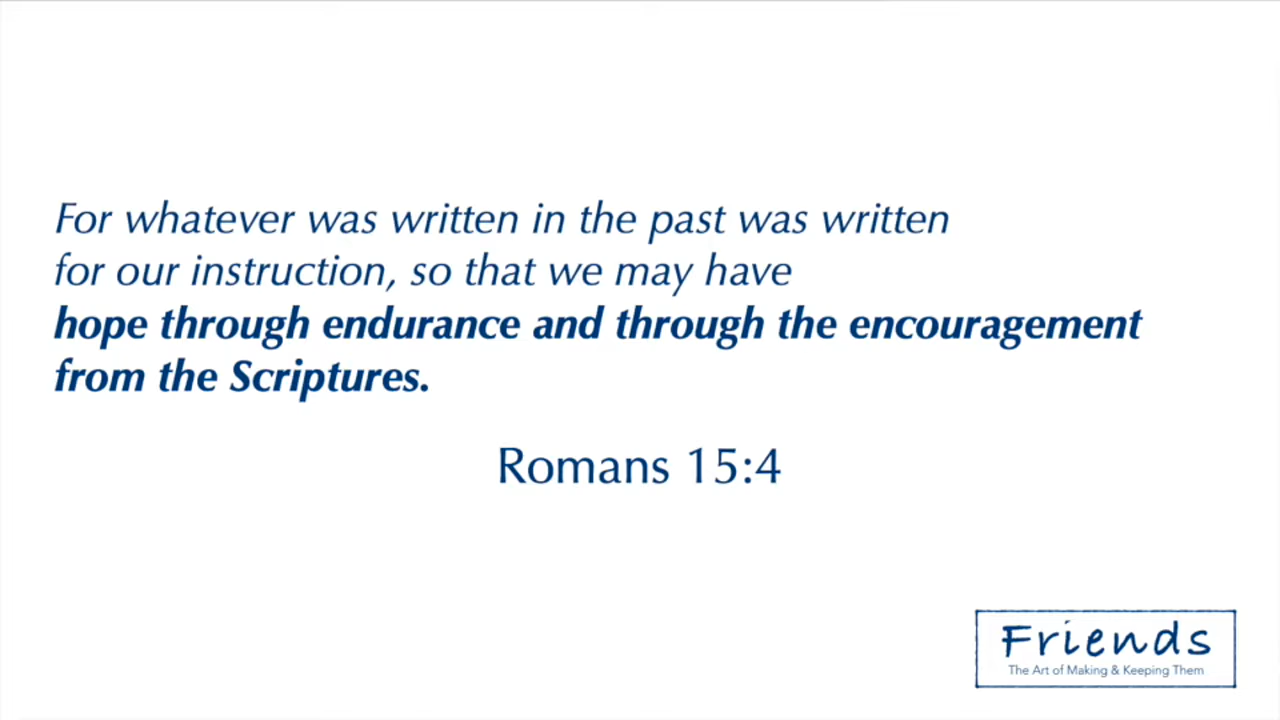 For whatever was written in the past was written
for our instruction, so that we may have
hope through endurance and through the encouragement
from the Scriptures.
Romans 15:4
Friends
The Art of Making & Keeping Them